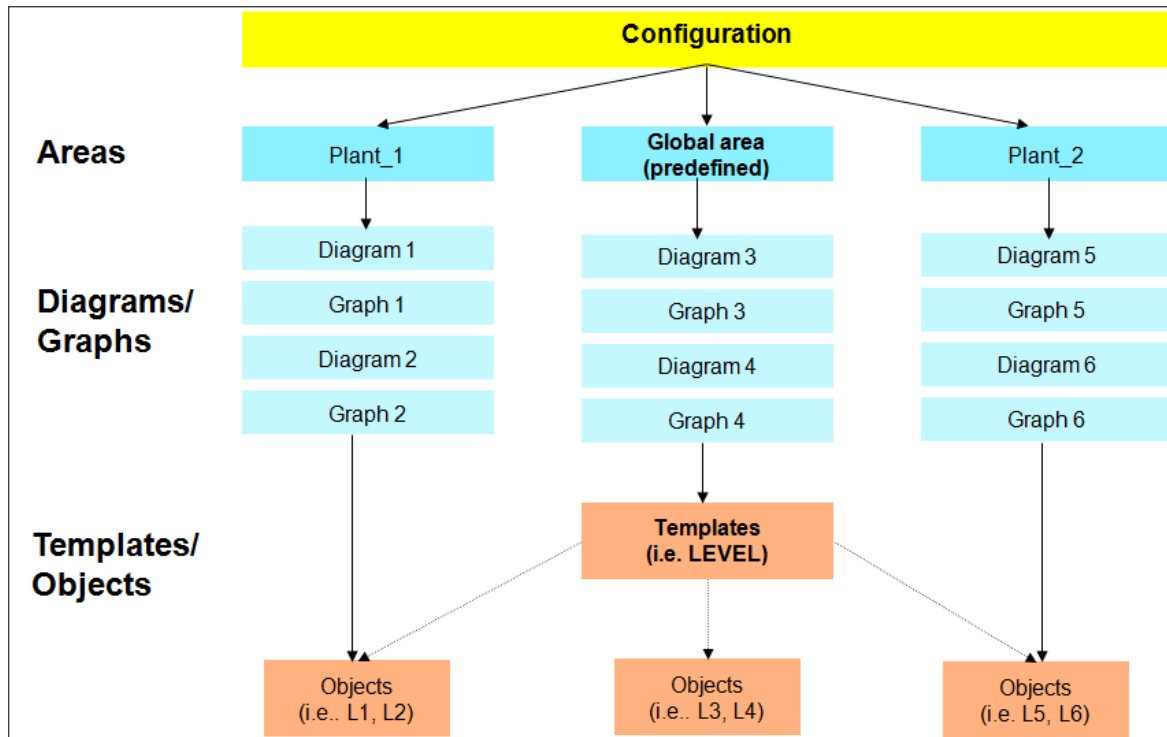 Configuration
Areas
Plant_1
Global area
(predefined)
Plant_2
Diagrams/
Graphs
Diagram 1
Graph 1
Diagram 2
Graph 2
Diagram 3
Graph 3
Diagram 4
Graph 4
Diagram 5
Graph 5
Diagram 6
Graph 6
Templates/
Objects
Templates
(i.e. LEVEL)
Objects
(i.e.. L1, L2)
Objects
(i.e.. L3, L4)
Objects
(i.e. L5, L6)